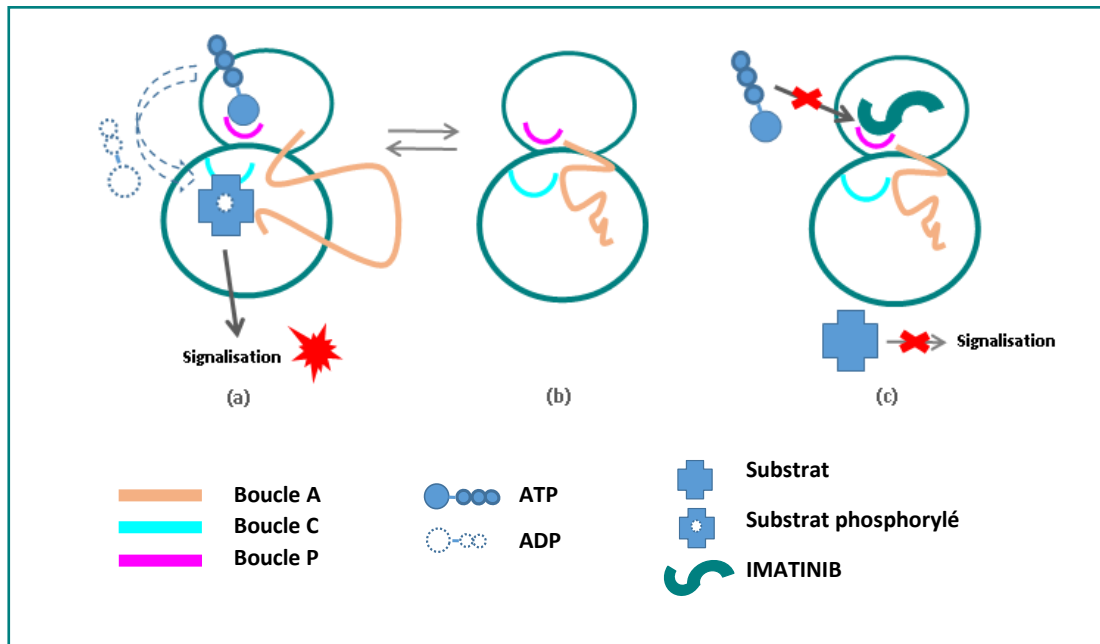 Signalisation
Signalisation
(a)
(b)
(c)
Boucle A
Boucle C
Boucle P
ATP
ADP
Substrat
Substrat phosphorylé
IMATINIB